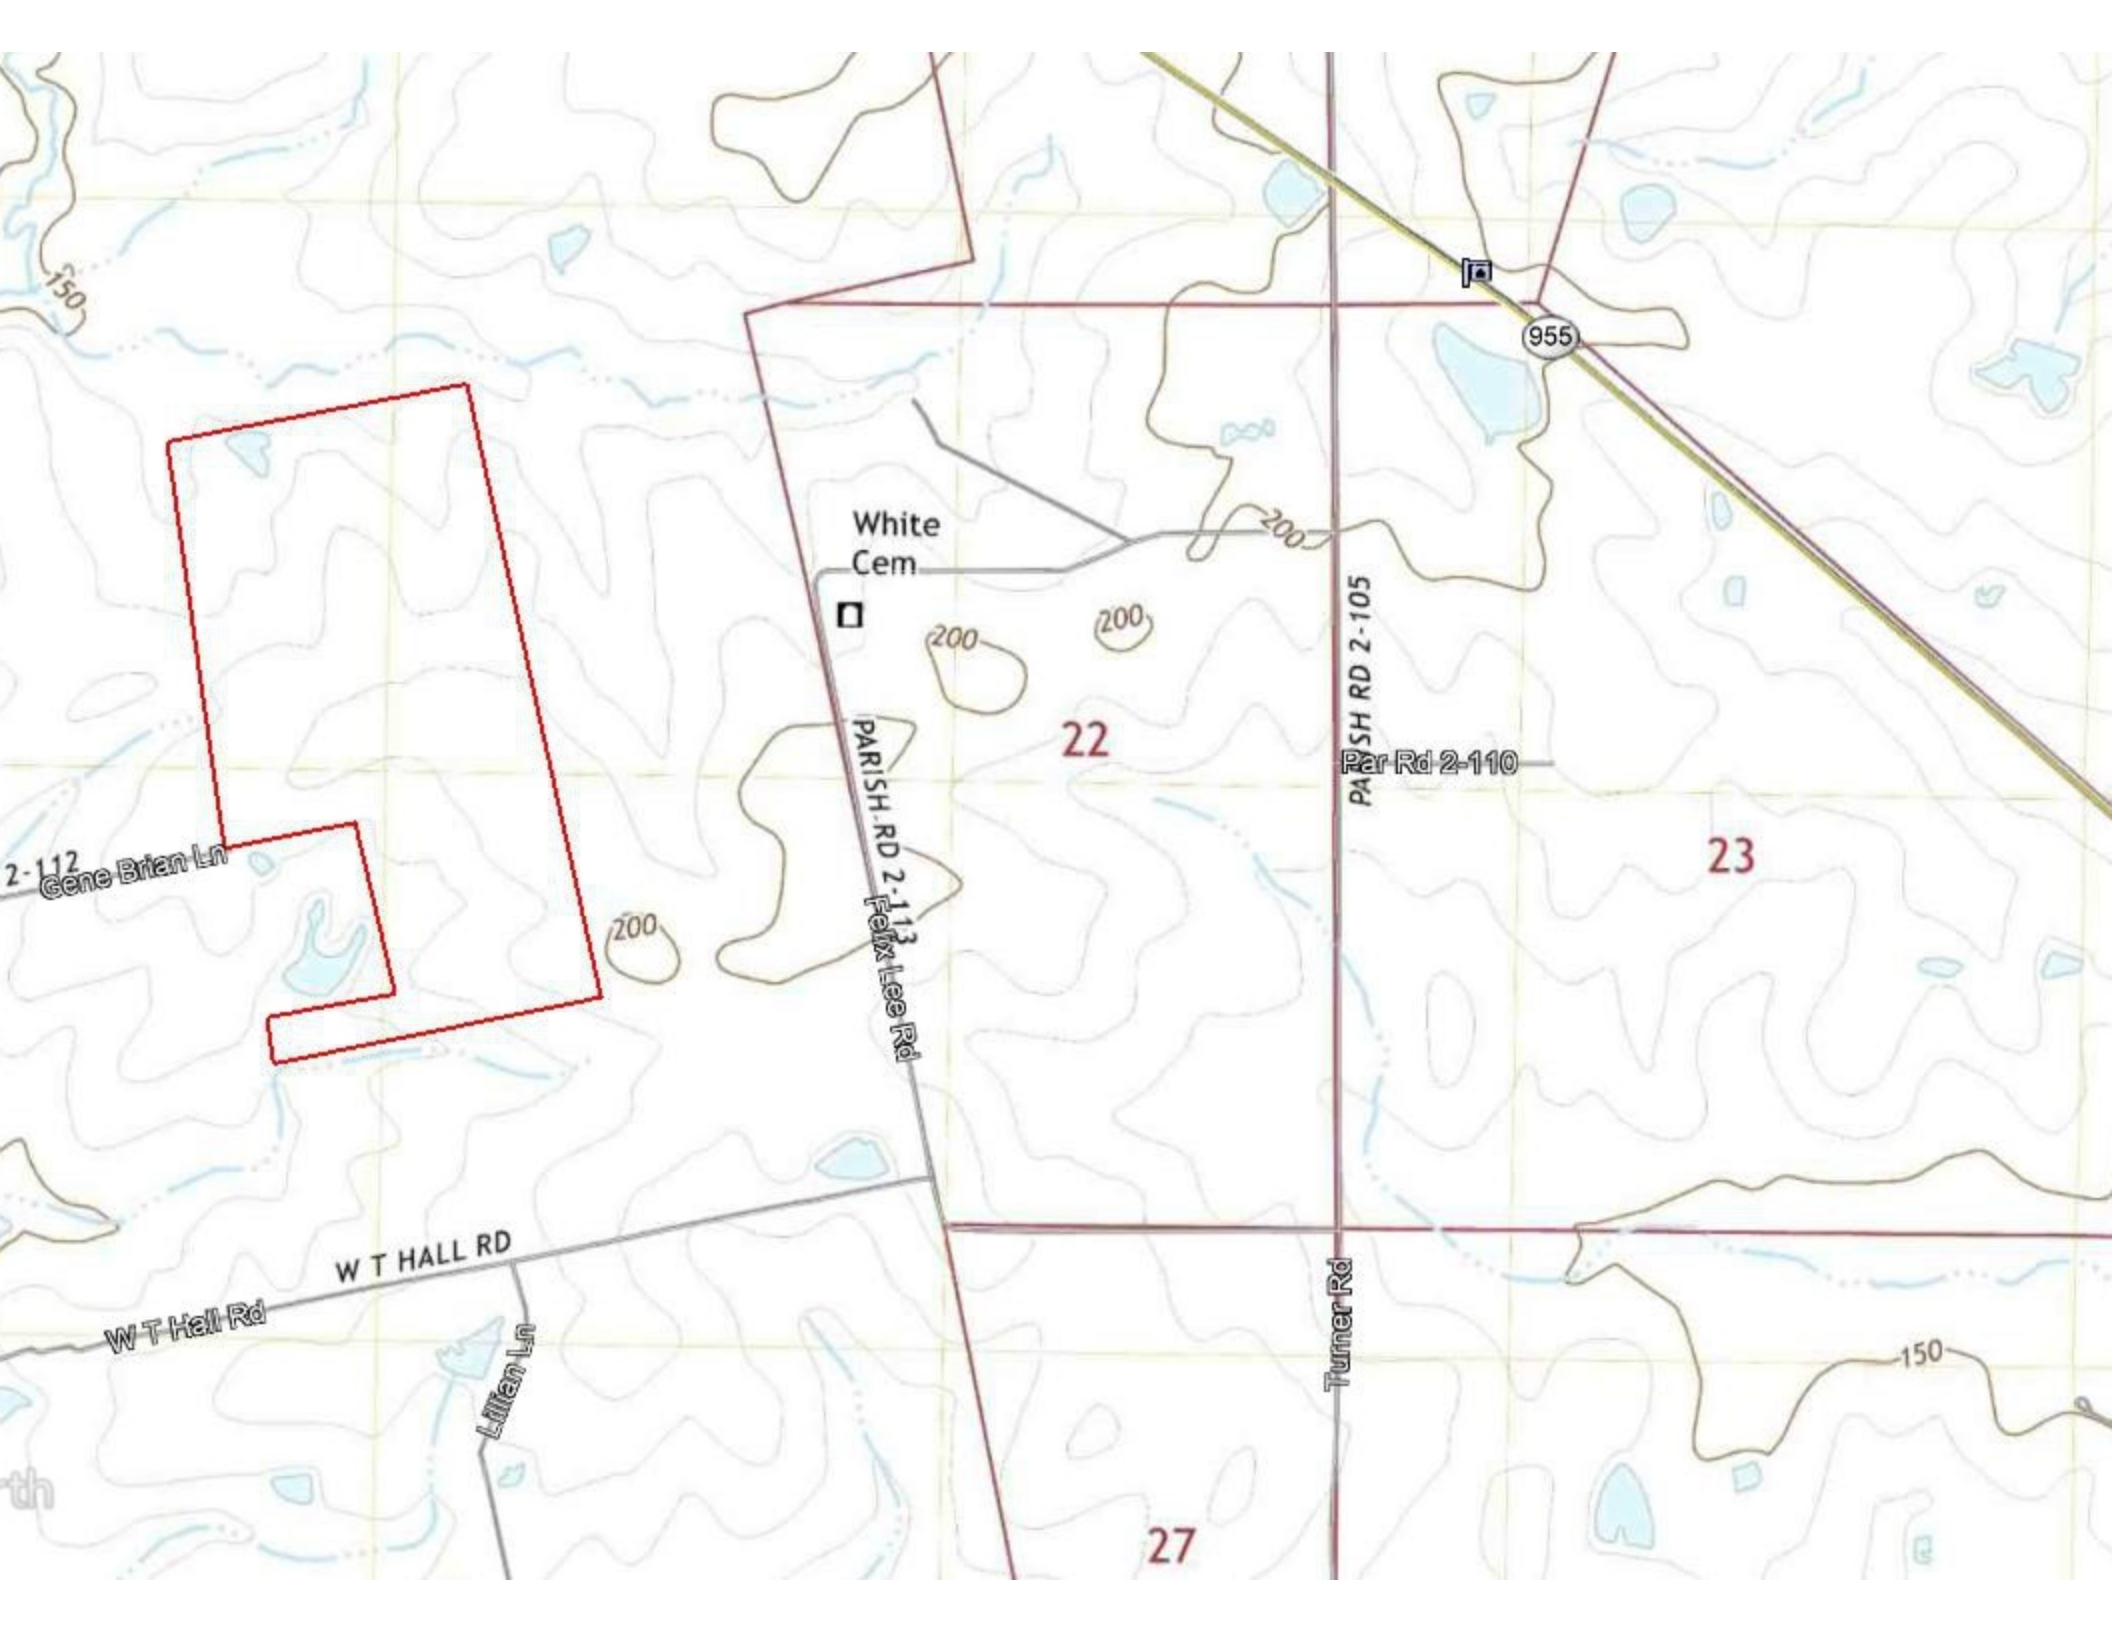 150
955
White
Cem
200
200
200
PARISH RD 2-105
22
PARISH RD 2-113
Par Rd 2-110
23
2-112
Gene Brian Ln
200
Felix Lee Rd
W T HALL RD
W T Hall Rd
Lillian Ln
Turner Rd
150
rth
27